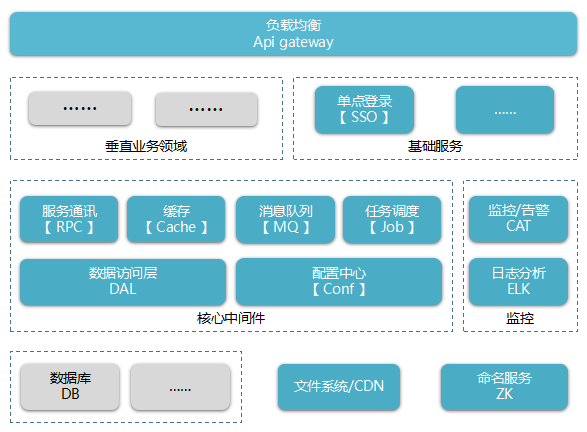 负载均衡
Api gateway
……
……
单点登录
【 SSO 】
……
垂直业务领域
基础服务
服务通讯
【 RPC 】
缓存
【 Cache 】
消息队列
【 MQ 】
任务调度
【 Job 】
监控/告警
CAT
数据访问层
DAL
配置中心
【 Conf 】
日志分析
ELK
核心中间件
监控
数据库
DB
……
文件系统/CDN
命名服务
ZK